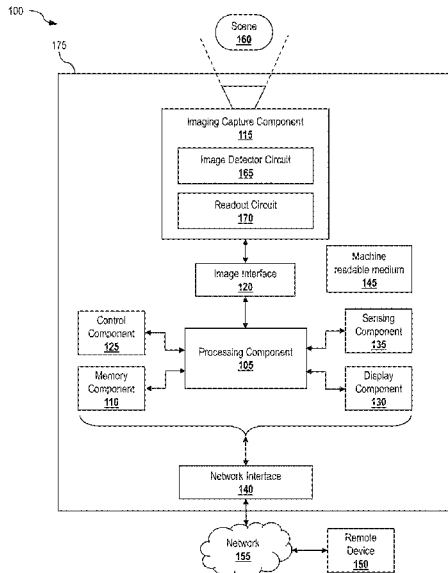 100
175
Scene
160
Imaging Capture Component
115
Image Detector Circuit
165
Readout Circuit
170
Machine
readable medium
145
Image Interface
120
Control
Component
125
Sensing
Component
135
Processing Component
105
Memory
Component
110
Display
Component
130
Network Interface
140
Network
155
Remote
Device
150